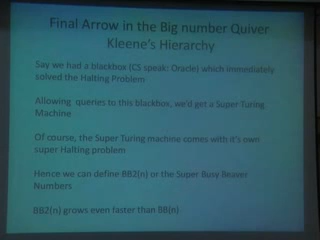 Final Arrow in the Big number Quiver
Kleene's Hierarchy
Say we had a blackbox (CS speak: Oracle) which immediately
solved the Halting Problem
Allowing queries to this blackbox, we'd get a Super Turing
Machine
Of course, the Super Turing machine comes with it's own
super Halting problem
Hence we can define BB2(n) or the Super Busy Beaver
Numbers
BB2(n) grows even faster than BB(n)